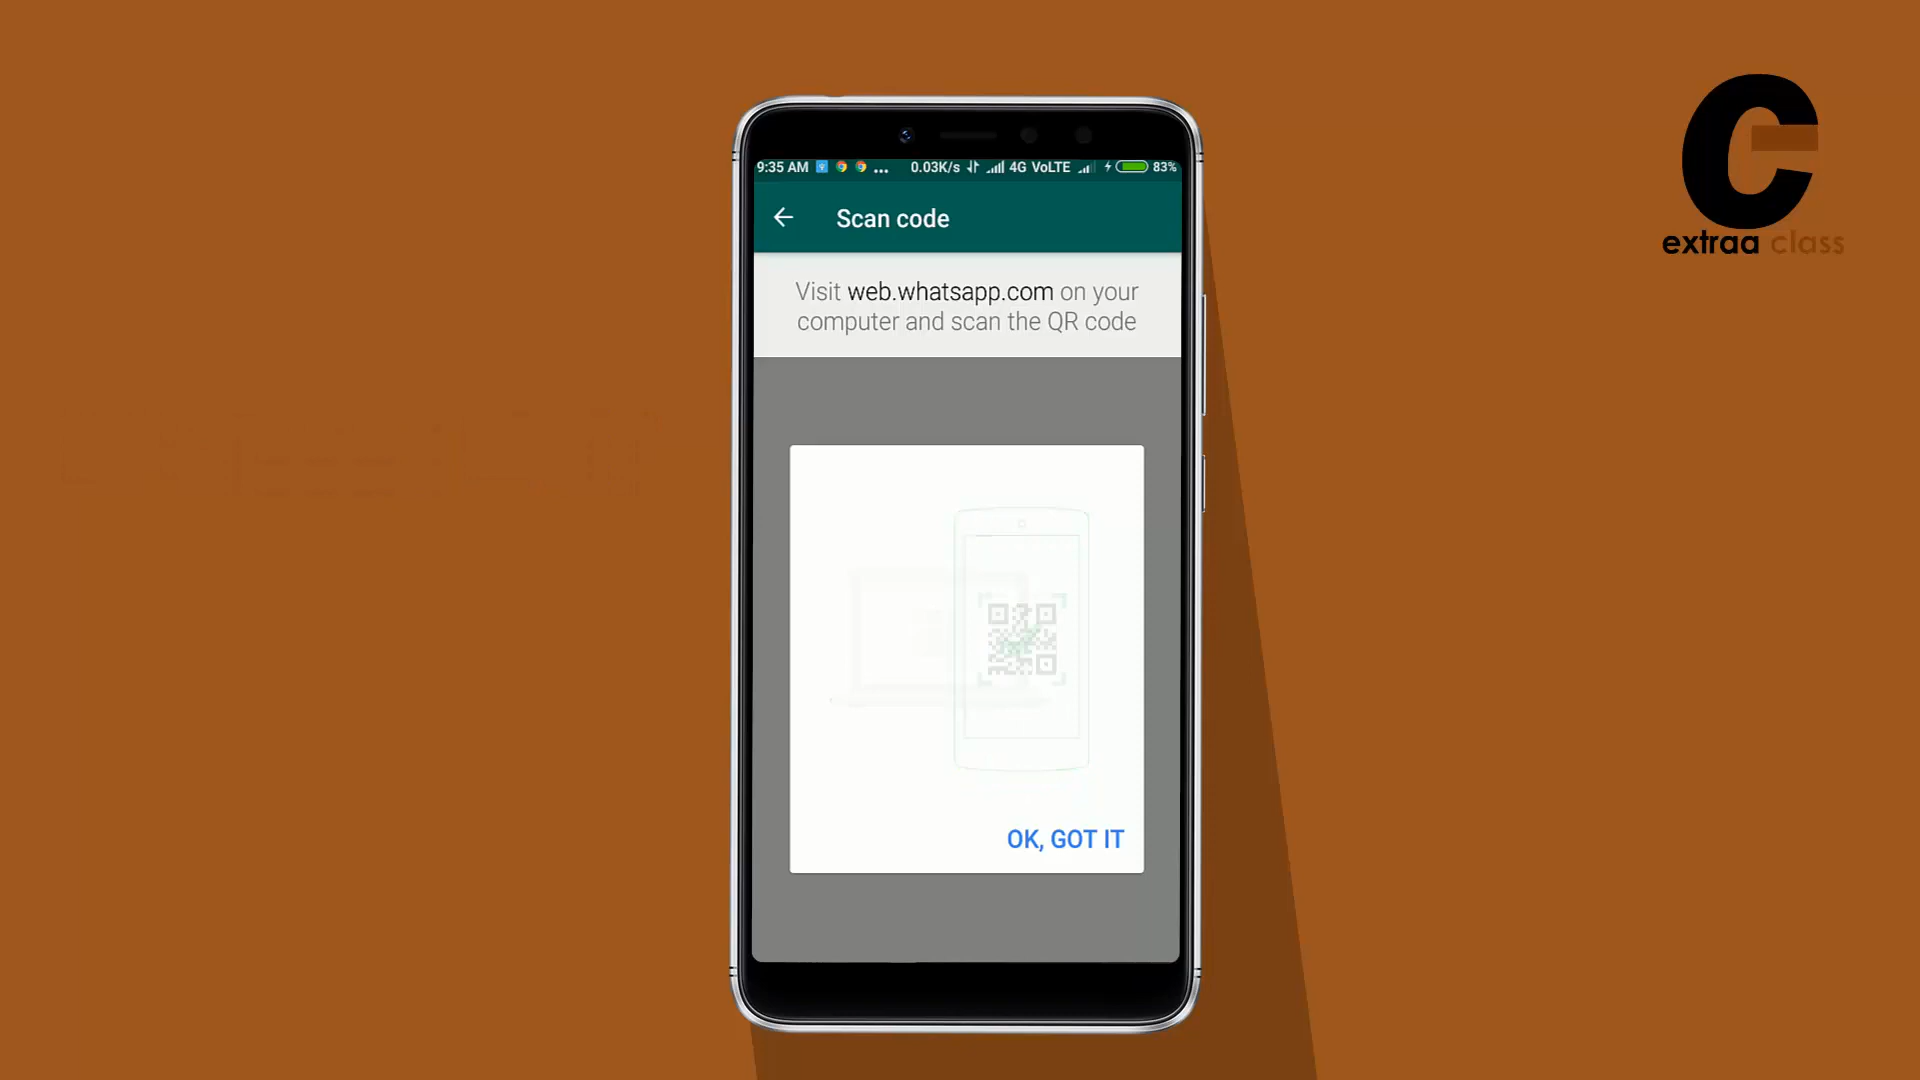 extraa class
9:35 AM ... 0.03K/s 4G VoLTE 83%
Scan code
Visit web.whatsapp.com on your
computer and scan the QR code
OK, GOT IT